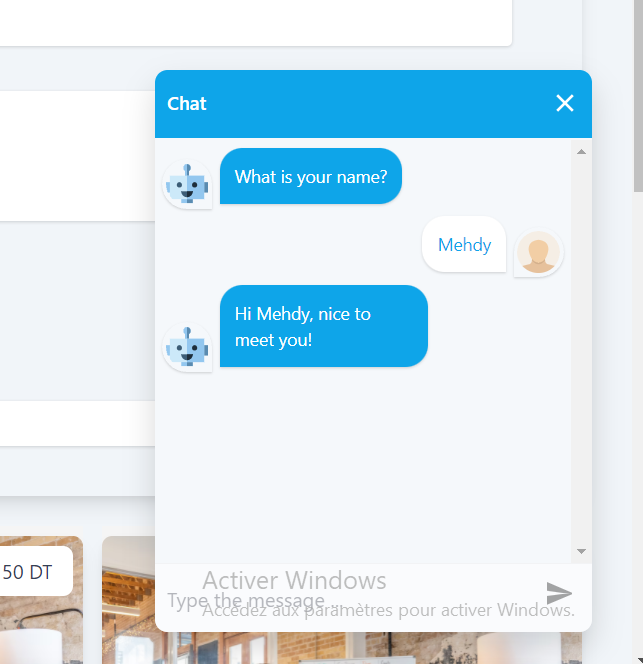 Chat
What is your name?
Mehdy
Hi Mehdy, nice to
meet you!
50 DT
Activer Windows
Type the message ...
Accédez aux paramètres pour activer Windows.